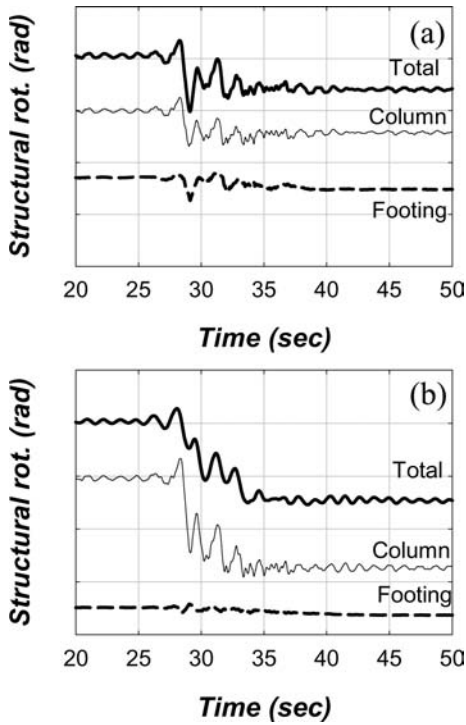 Structural rot. (rad)
(a)
Total
Column
Footing
20 25 30 35 40 45 50
Time (sec)
Structural rot. (rad)
(b)
Total
Column
Footing
20 25 30 35 40 45 50
Time (sec)